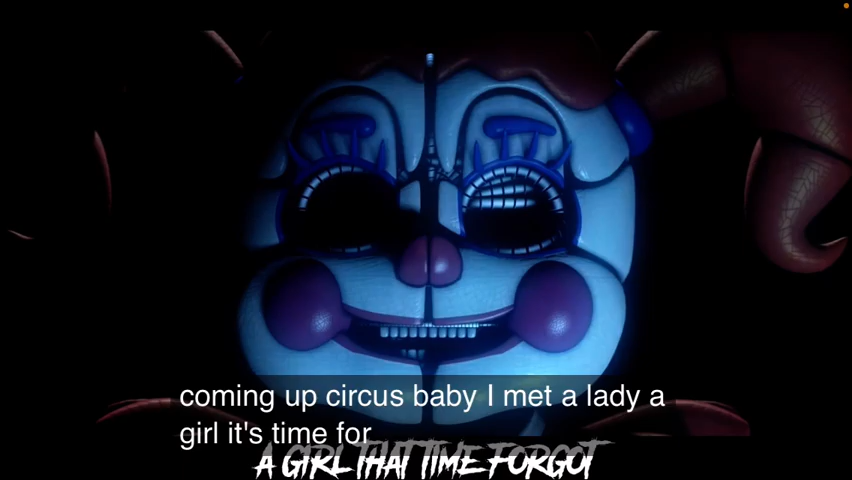 coming up circus baby I met a lady a
girl it's time for
A GIRL THAT TIME FORGOT